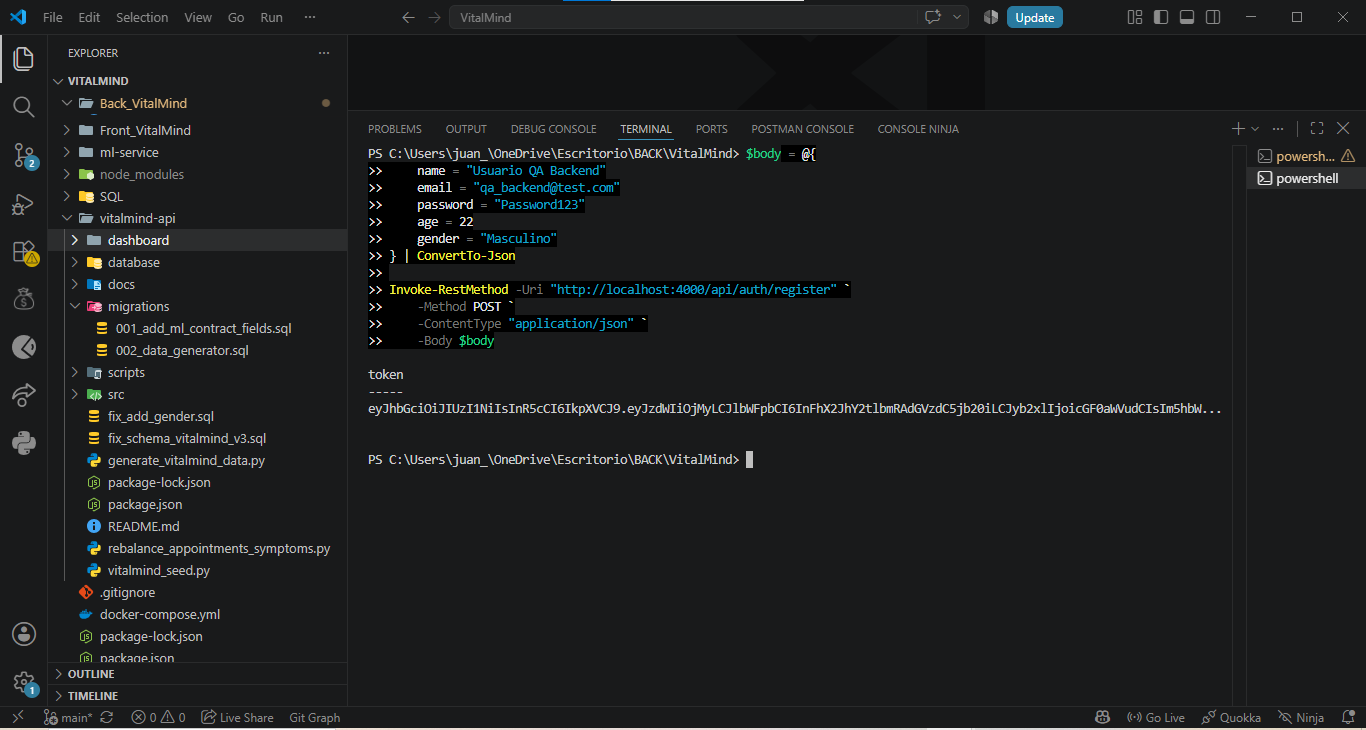 File Edit Selection View Go Run ··· VitalMind Update
EXPLORER ···
VITALMIND
Back_VitalMind
Front_VitalMind
ml-service
node_modules
SQL
vitalmind-api
dashboard
database
docs
migrations
001_add_ml_contract_fields.sql
002_data_generator.sql
scripts
src
fix_add_gender.sql
fix_schema_vitalmind_v3.sql
generate_vitalmind_data.py
package-lock.json
package.json
README.md
rebalance_appointments_symptoms.py
vitalmind_seed.py
.gitignore
docker-compose.yml
package-lock.json
package.json
OUTLINE
TIMELINE
2
1
PROBLEMS OUTPUT DEBUG CONSOLE TERMINAL PORTS POSTMAN CONSOLE CONSOLE NINJA
PS C:\Users\juan_\OneDrive\Escritorio\BACK\VitalMind> $body = @{
>> name = "Usuario QA Backend"
>> email = "qa_backend@test.com"
>> password = "Password123"
>> age = 22
>> gender = "Masculino"
>> } | ConvertTo-Json
>>
>> Invoke-RestMethod -Uri "http://localhost:4000/api/auth/register" `
>> -Method POST `
>> -ContentType "application/json" `
>> -Body $body
token
-----
eyJhbGciOiJIUzI1NiIsInR5cCI6IkpXVCJ9.eyJzdWIiOjMyLCJlbWFpbCI6InFhX2JhY2tlbmRAdGVzdC5jb20iLCJyb2xlIjoicGF0aWVudCIsIm5hbW...
PS C:\Users\juan_\OneDrive\Escritorio\BACK\VitalMind>
powersh...
powershell
main* 0 0 Live Share Git Graph Go Live Quokka Ninja